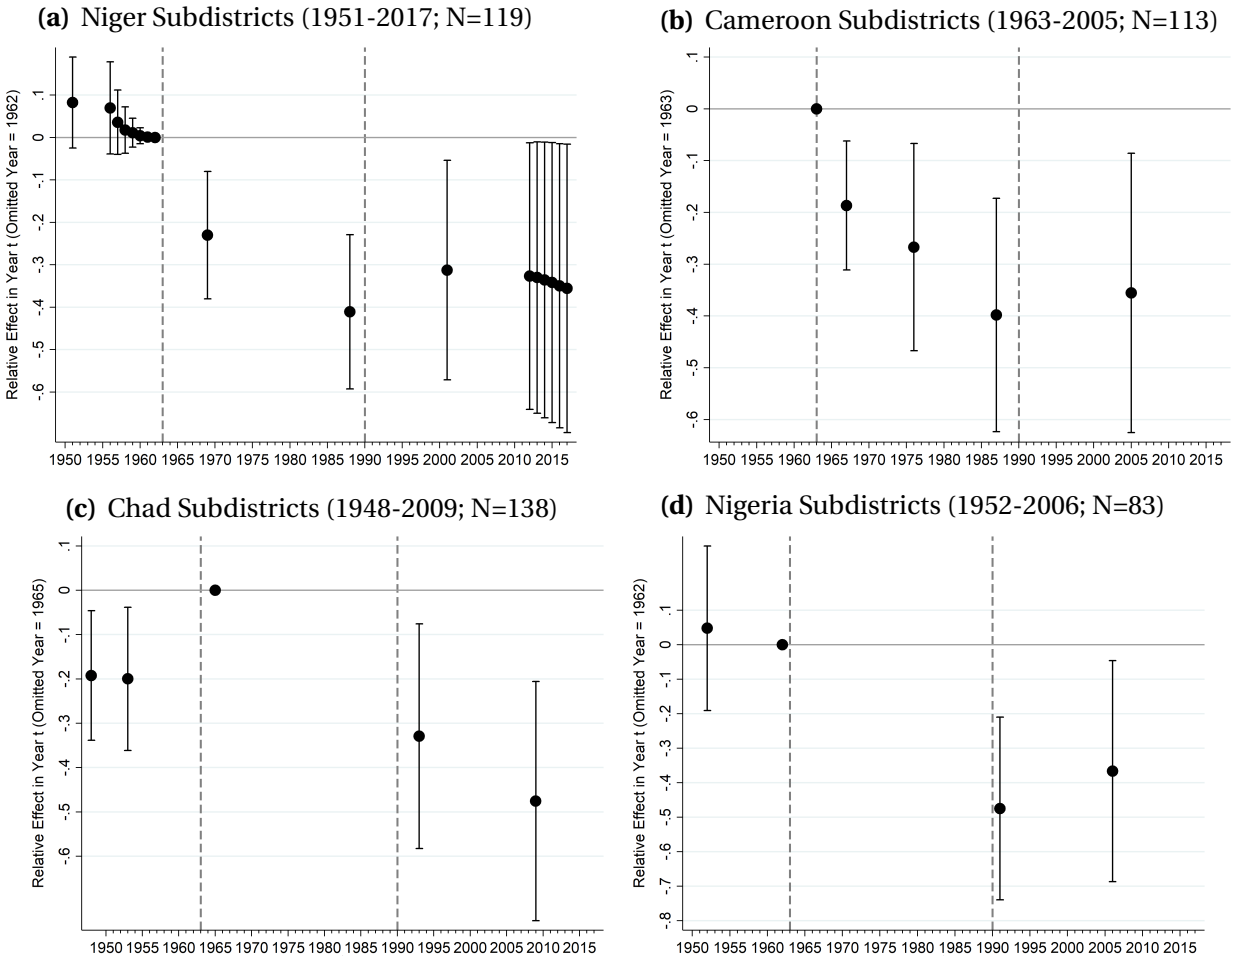 (a) Niger Subdistricts (1951-2017; N=119)
Relative Effect in Year t (Omitted Year = 1962)
.1
0
-.1
-.2
-.3
-.4
-.5
-.6
1950 1955 1960 1965 1970 1975 1980 1985 1990 1995 2000 2005 2010 2015
(b) Cameroon Subdistricts (1963-2005; N=113)
Relative Effect in Year t (Omitted Year = 1963)
.1
0
-.1
-.2
-.3
-.4
-.5
-.6
1950 1955 1960 1965 1970 1975 1980 1985 1990 1995 2000 2005 2010 2015
(c) Chad Subdistricts (1948-2009; N=138)
Relative Effect in Year t (Omitted Year = 1965)
.1
0
-.1
-.2
-.3
-.4
-.5
-.6
1950 1955 1960 1965 1970 1975 1980 1985 1990 1995 2000 2005 2010 2015
(d) Nigeria Subdistricts (1952-2006; N=83)
Relative Effect in Year t (Omitted Year = 1962)
.1
0
-.1
-.2
-.3
-.4
-.5
-.6
-.7
-.8
1950 1955 1960 1965 1970 1975 1980 1985 1990 1995 2000 2005 2010 2015